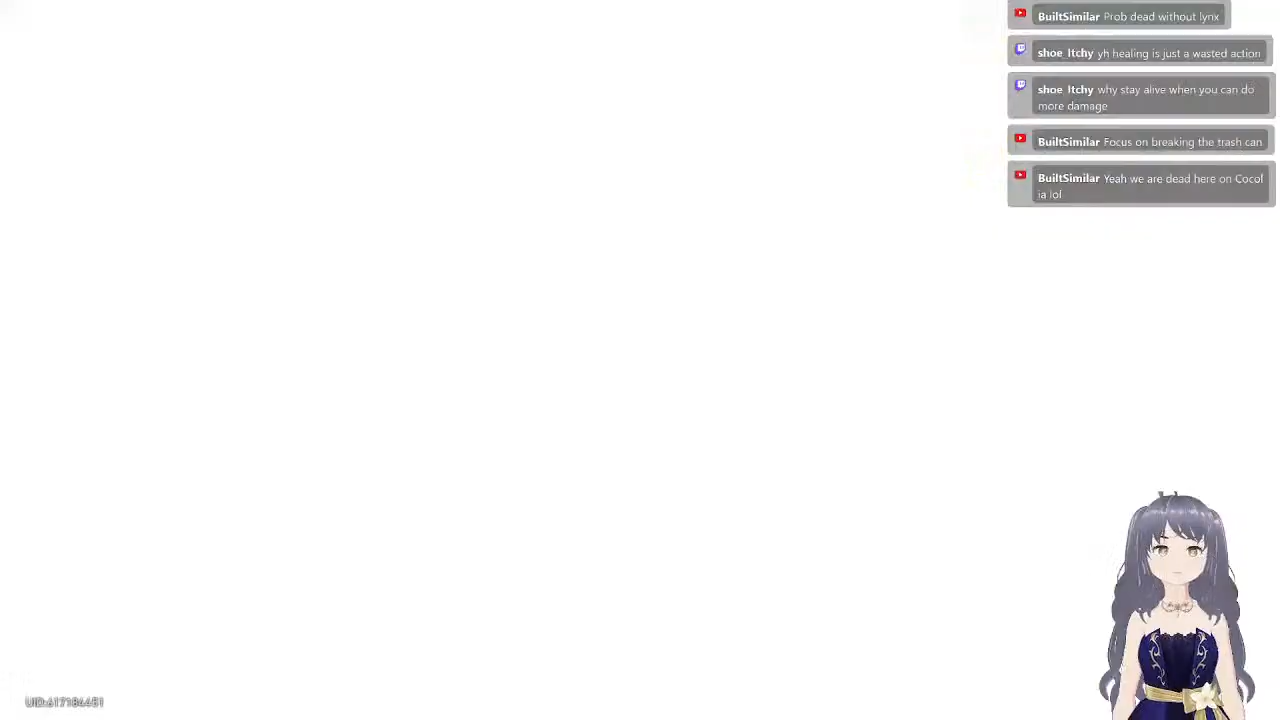 BuiltSimilar Prob dead without lynx
shoe_Itchy yh healing is just a wasted action
shoe_Itchy why stay alive when you can do
more damage
BuiltSimilar Focus on breaking the trash can
BuiltSimilar Yeah we are dead here on Cocol
ia lol
UID:617184451